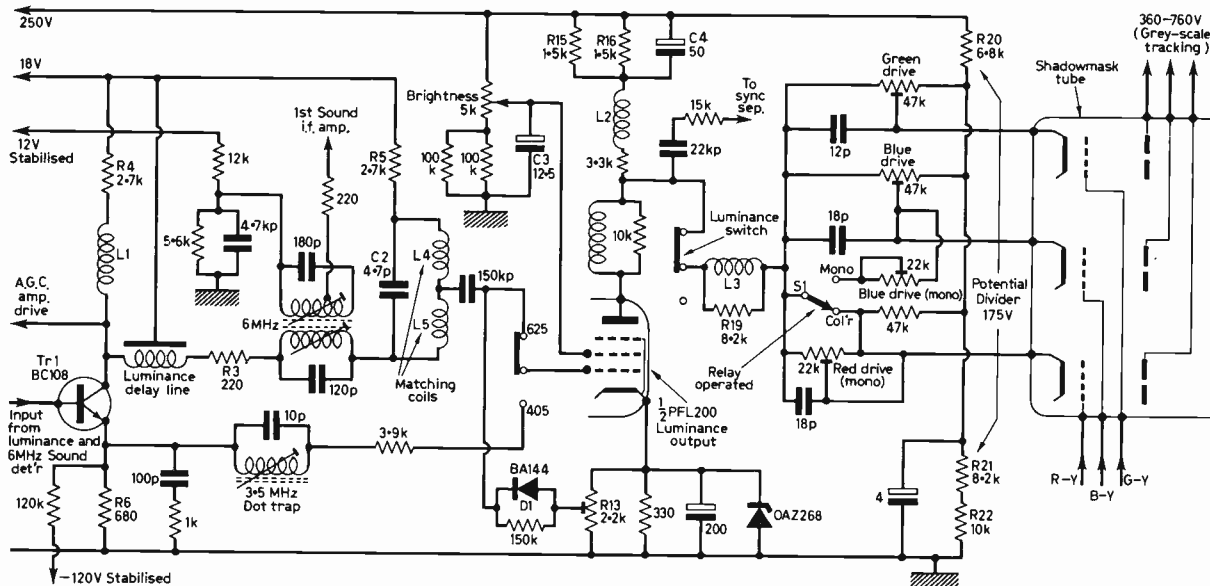 250V
18V
12V
Stabilised
R4
2·7k
L1
A.G.C.
amp.
drive
Tr1
BC108
Input
from
luminance and
6MHz Sound
det'r
120k
−120V Stabilised
R6
680
100p
1k
Luminance
delay line
R3
220
12k
5·6k
4·7kp
1st Sound
i.f. amp.
220
180p
6MHz
120p
10p
3·5 MHz
Dot trap
3·9k
R5
2·7k
C2
4·7p
L4
L5
Matching
coils
150kp
Brightness
5k
100
k
100
k
C3
12·5
625
405
BA144
D1
150k
R13
2·2k
330
200
OAZ268
½PFL200
Luminance
output
R15
1·5k
R16
1·5k
C4
50
L2
3·3k
10k
15k
To
sync
sep.
22kp
Luminance
switch
L3
R19
8·2k
Green drive
47k
12p
Blue drive
47k
18p
Mono
22k
Blue drive (mono)
S1
Col'r
47k
22k
Red drive
(mono)
Relay
operated
18p
4
R20
6·8k
Potential
Divider
175V
R21
8·2k
R22
10k
Shadowmask
tube
360–760V
(Grey-scale
tracking)
R–Y
B–Y
G–Y